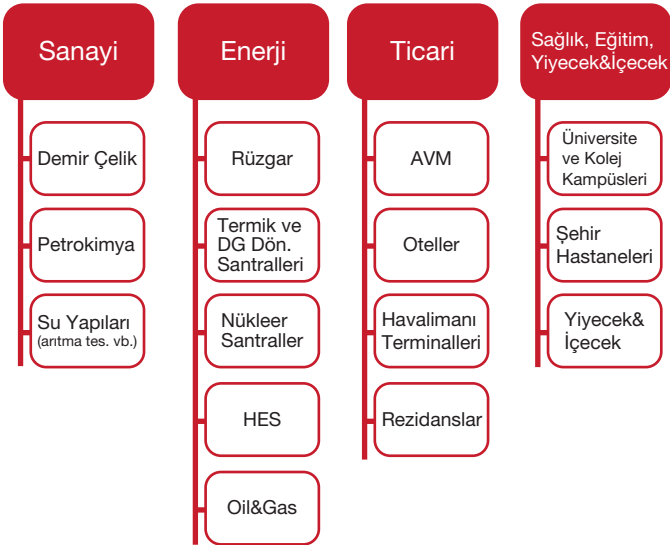 Sanayi
Demir Çelik
Petrokimya
Su Yapıları
(arıtma tes. vb.)
Enerji
Rüzgar
Termik ve
DG Dön.
Santralleri
Nükleer
Santraller
HES
Oil&Gas
Ticari
AVM
Oteller
Havalimanı
Terminalleri
Rezidanslar
Sağlık, Eğitim,
Yiyecek&İçecek
Üniversite
ve Kolej
Kampüsleri
Şehir
Hastaneleri
Yiyecek&
İçecek